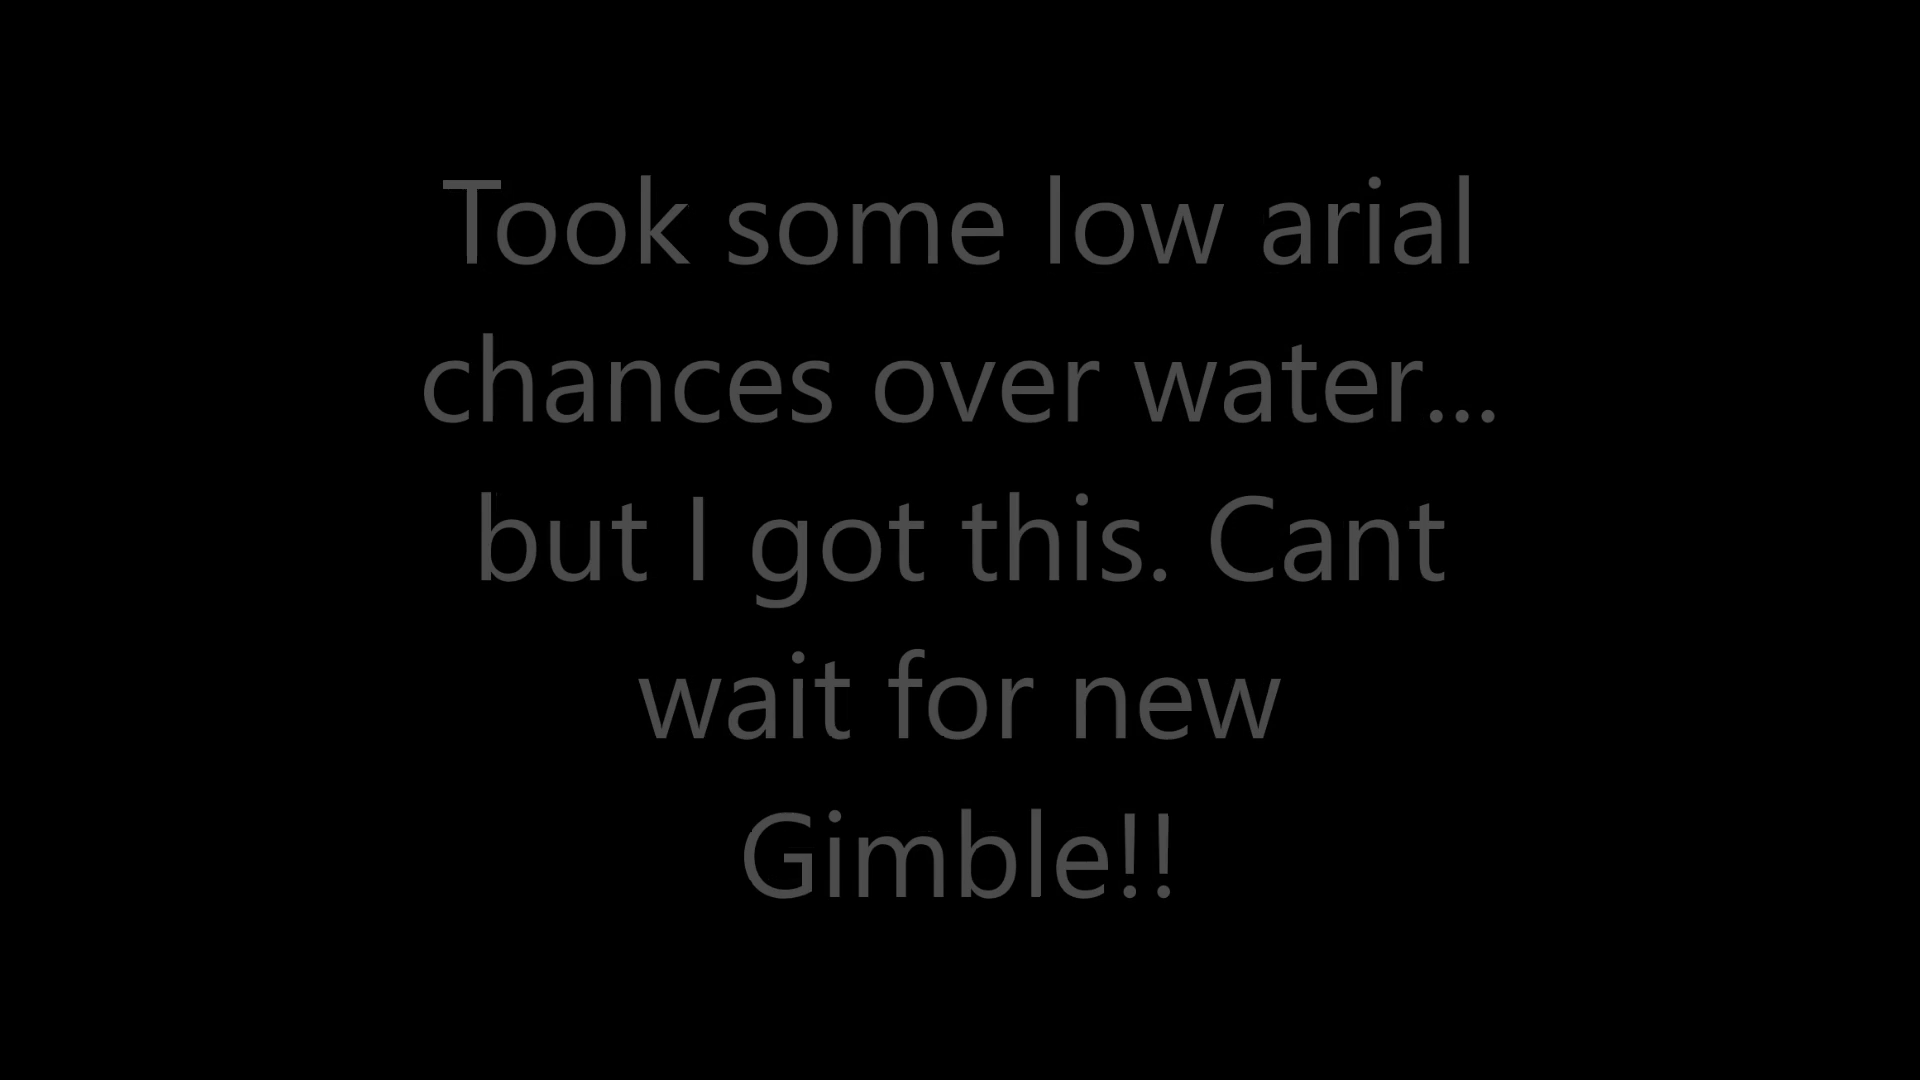 Took some low arial
chances over water...
but I got this. Cant
wait for new
Gimble!!